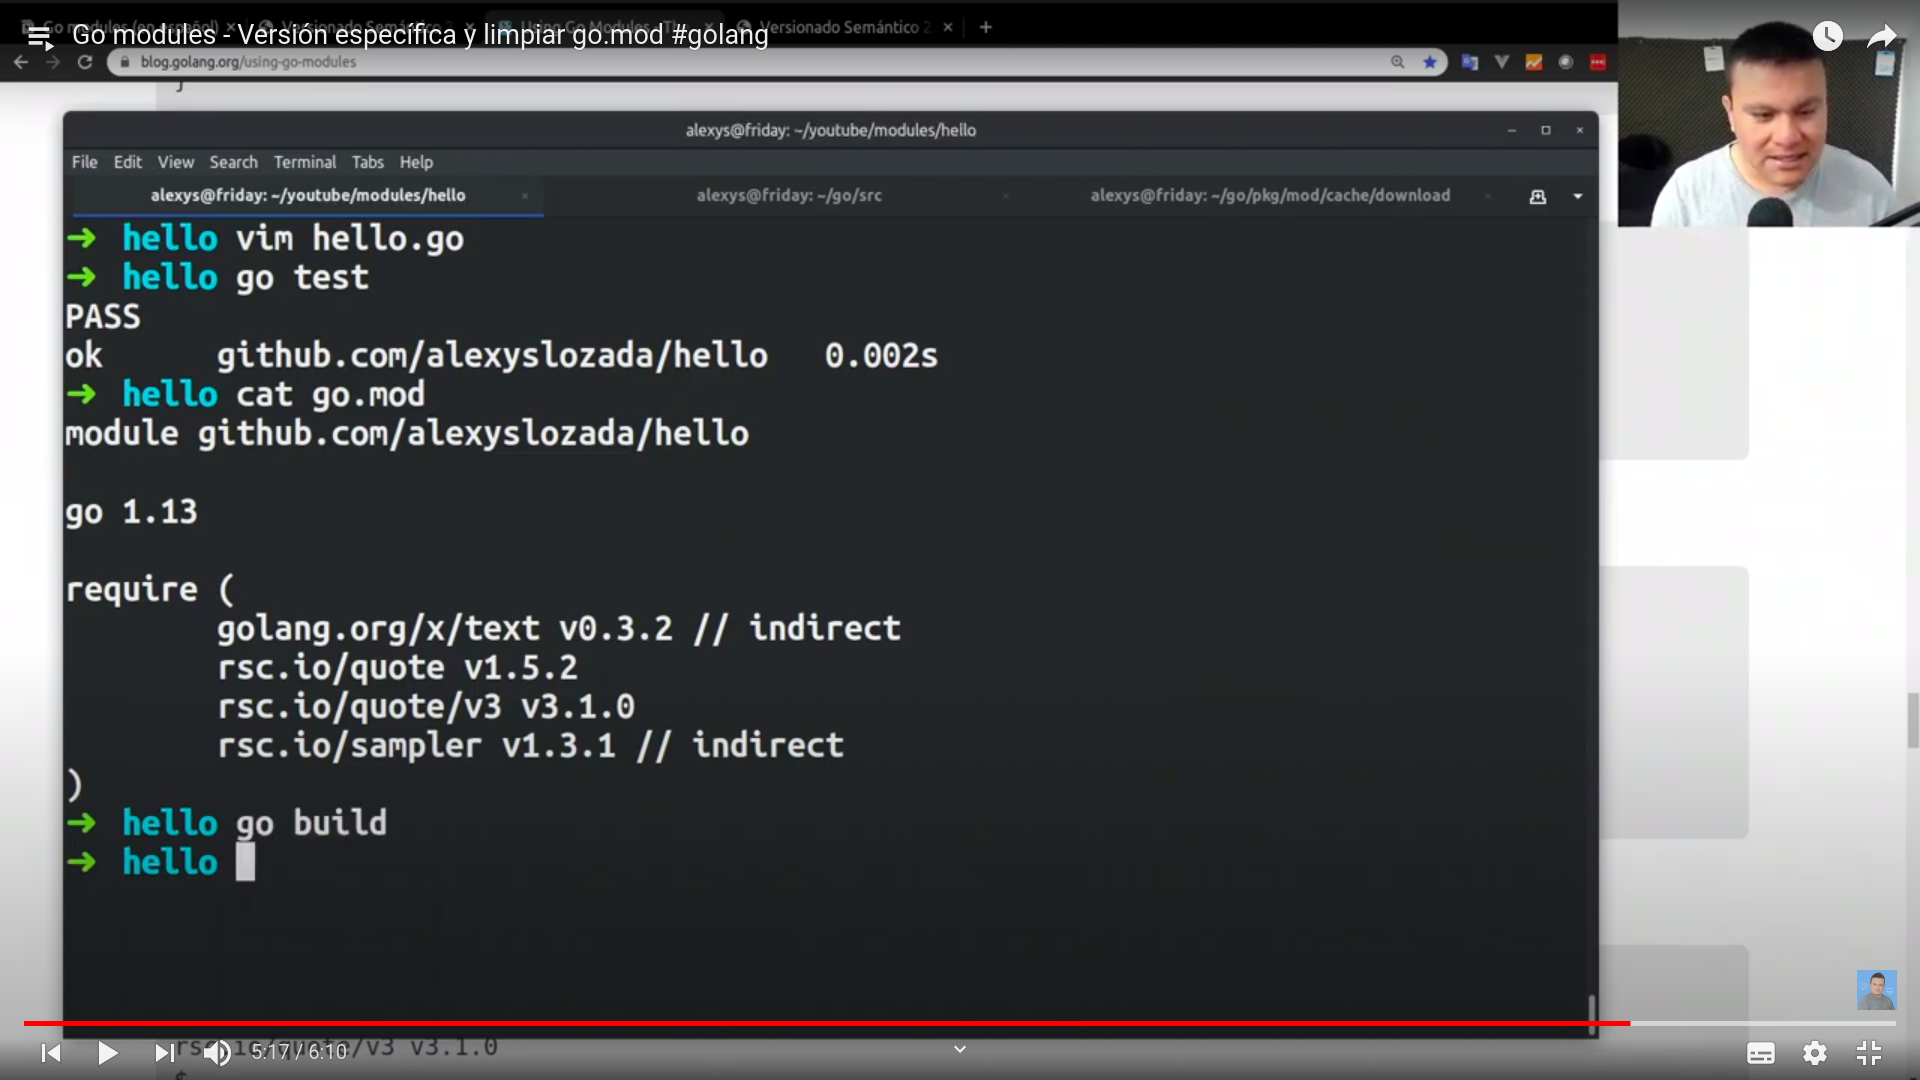 Go modules - Versión específica y limpiar go.mod #golang
Versionado Semántico 2
blog.golang.org/using-go-modules
alexys@friday: ~/youtube/modules/hello
File Edit View Search Terminal Tabs Help
alexys@friday: ~/youtube/modules/hello
alexys@friday: ~/go/src
alexys@friday: ~/go/pkg/mod/cache/download
➜ hello vim hello.go
➜ hello go test
PASS
ok github.com/alexyslozada/hello 0.002s
➜ hello cat go.mod
module github.com/alexyslozada/hello
go 1.13
require (
golang.org/x/text v0.3.2 // indirect
rsc.io/quote v1.5.2
rsc.io/quote/v3 v3.1.0
rsc.io/sampler v1.3.1 // indirect
)
➜ hello go build
➜ hello
rsc.io/quote/v3 v3.1.0
5:17 / 6:10
$